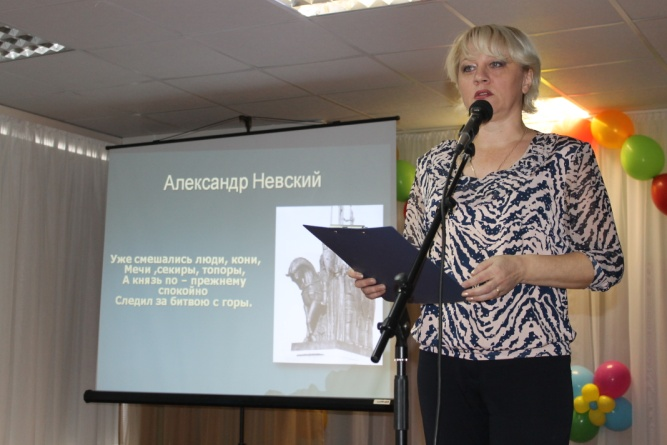 Александр Невский
Уже смешались люди, кони,
Мечи ,секиры, топоры,
А князь по – прежнему
спокойно
Следил за битвою с горы.